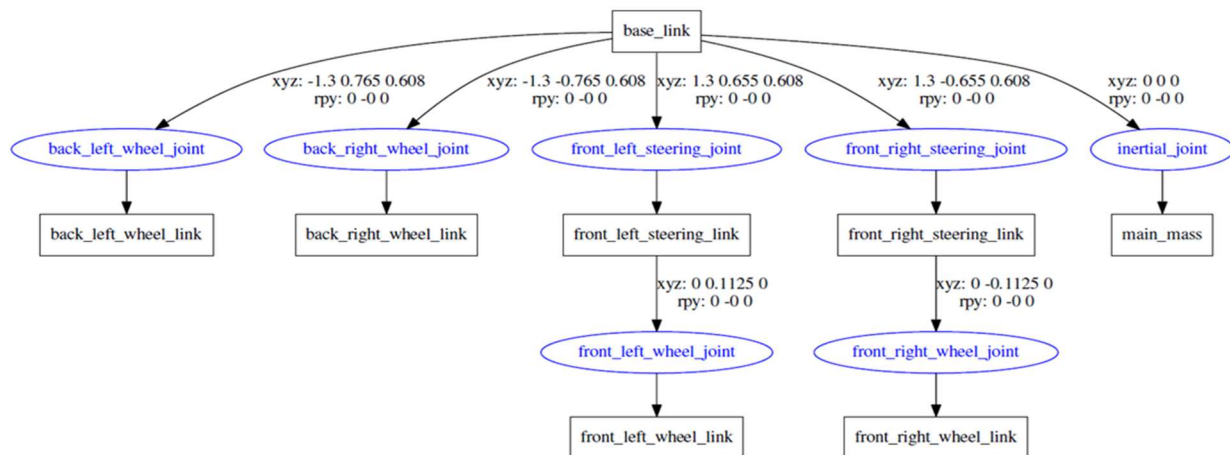 base_link
xyz: -1.3 0.765 0.608
rpy: 0 -0 0
xyz: -1.3 -0.765 0.608
rpy: 0 -0 0
xyz: 1.3 0.655 0.608
rpy: 0 -0 0
xyz: 1.3 -0.655 0.608
rpy: 0 -0 0
xyz: 0 0 0
rpy: 0 -0 0
back_left_wheel_joint
back_right_wheel_joint
front_left_steering_joint
front_right_steering_joint
inertial_joint
back_left_wheel_link
back_right_wheel_link
front_left_steering_link
front_right_steering_link
main_mass
xyz: 0 0.1125 0
rpy: 0 -0 0
xyz: 0 -0.1125 0
rpy: 0 -0 0
front_left_wheel_joint
front_right_wheel_joint
front_left_wheel_link
front_right_wheel_link